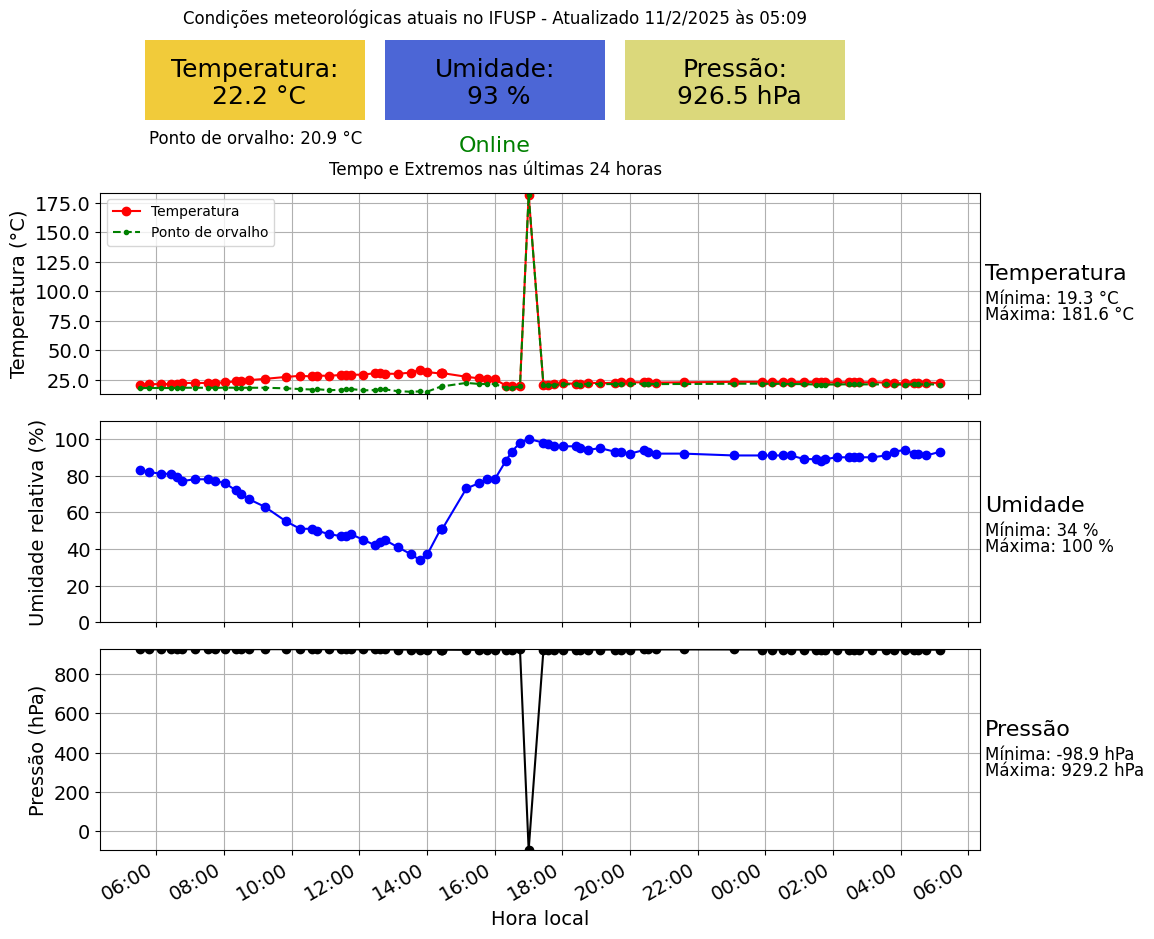 Condições meteorológicas atuais no IFUSP - Atualizado 11/2/2025 às 05:09
Temperatura:
22.2 °C
Umidade:
93 %
Pressão:
926.5 hPa
Ponto de orvalho: 20.9 °C
Online
Tempo e Extremos nas últimas 24 horas
Temperatura (°C)
175.0
150.0
125.0
100.0
75.0
50.0
25.0
Temperatura
Ponto de orvalho
Temperatura
Mínima: 19.3 °C
Máxima: 181.6 °C
Umidade relativa (%)
100
80
60
40
20
0
Umidade
Mínima: 34 %
Máxima: 100 %
Pressão (hPa)
800
600
400
200
0
Pressão
Mínima: -98.9 hPa
Máxima: 929.2 hPa
06:00
08:00
10:00
12:00
14:00
16:00
18:00
20:00
22:00
00:00
02:00
04:00
06:00
Hora local